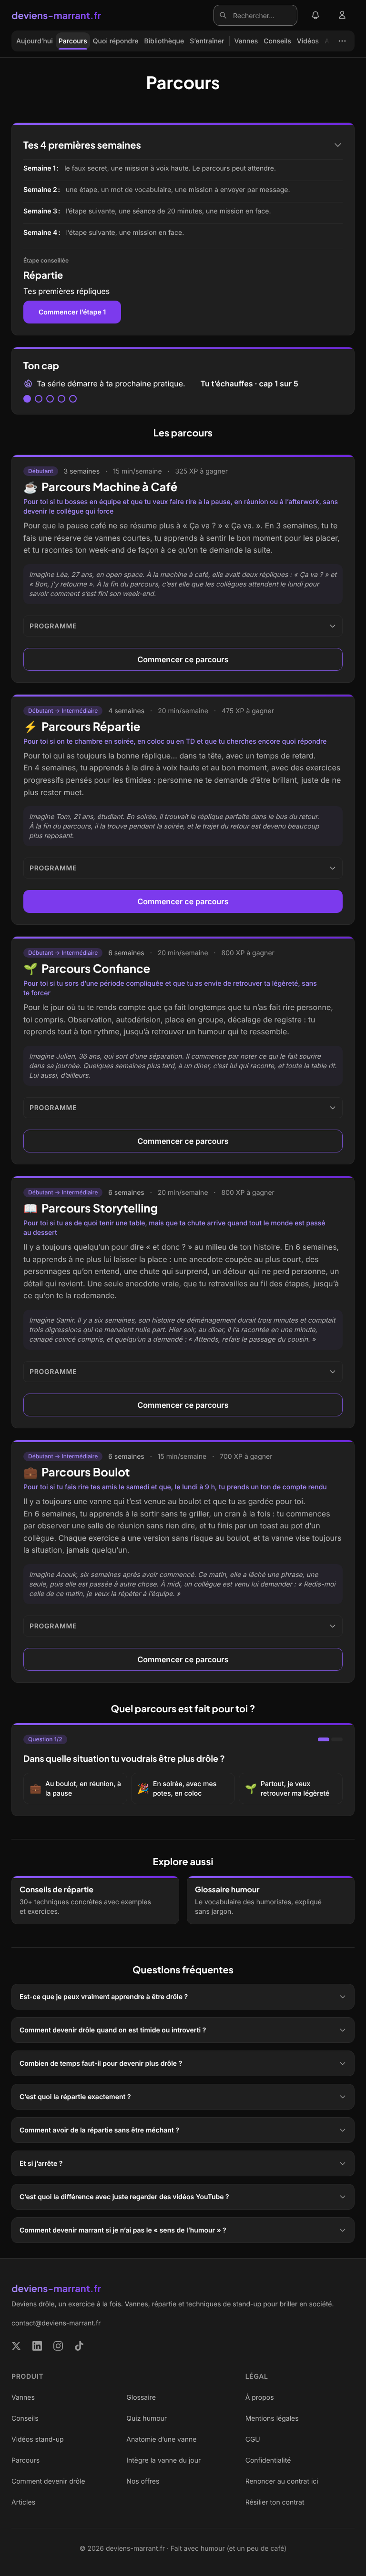 deviens-marrant.fr
Rechercher...
Aujourd'hui Parcours Quoi répondre Bibliothèque S'entraîner Vannes Conseils Vidéos
Parcours
Tes 4 premières semaines
Semaine 1 : le faux secret, une mission à voix haute. Le parcours peut attendre.
Semaine 2 : une étape, un mot de vocabulaire, une mission à envoyer par message.
Semaine 3 : l'étape suivante, une séance de 20 minutes, une mission en face.
Semaine 4 : l'étape suivante, une mission en face.
Étape conseillée
Répartie
Tes premières répliques
Commencer l'étape 1
Ton cap
Ta série démarre à ta prochaine pratique. Tu t'échauffes · cap 1 sur 5
Les parcours
Débutant 3 semaines · 15 min/semaine · 325 XP à gagner
☕ Parcours Machine à Café
Pour toi si tu bosses en équipe et que tu veux faire rire à la pause, en réunion ou à l'afterwork, sans
devenir le collègue qui force
Pour que la pause café ne se résume plus à « Ça va ? » « Ça va. ». En 3 semaines, tu te
fais une réserve de vannes courtes, tu apprends à sentir le bon moment pour les placer,
et tu racontes ton week-end de façon à ce qu'on te demande la suite.
Imagine Léa, 27 ans, en open space. À la machine à café, elle avait deux répliques : « Ça va ? » et
« Bon, j'y retourne ». À la fin du parcours, c'est elle que les collègues attendent le lundi pour
savoir comment s'est fini son week-end.
PROGRAMME
Commencer ce parcours
Débutant → Intermédiaire 4 semaines · 20 min/semaine · 475 XP à gagner
⚡ Parcours Répartie
Pour toi si on te chambre en soirée, en coloc ou en TD et que tu cherches encore quoi répondre
Pour toi qui as toujours la bonne réplique... dans ta tête, avec un temps de retard.
En 4 semaines, tu apprends à la dire à voix haute et au bon moment, avec des exercices
progressifs pensés pour les timides : personne ne te demande d'être brillant, juste de ne
plus rester muet.
Imagine Tom, 21 ans, étudiant. En soirée, il trouvait la réplique parfaite dans le bus du retour.
À la fin du parcours, il la trouve pendant la soirée, et le trajet du retour est devenu beaucoup
plus reposant.
PROGRAMME
Commencer ce parcours
Débutant → Intermédiaire 6 semaines · 20 min/semaine · 800 XP à gagner
🌱 Parcours Confiance
Pour toi si tu sors d'une période compliquée et que tu as envie de retrouver ta légèreté, sans
te forcer
Pour le jour où tu te rends compte que ça fait longtemps que tu n'as fait rire personne,
toi compris. Observation, autodérision, place en groupe, décalage de registre : tu
reprends tout à ton rythme, jusqu'à retrouver un humour qui te ressemble.
Imagine Julien, 36 ans, qui sort d'une séparation. Il commence par noter ce qui le fait sourire
dans sa journée. Quelques semaines plus tard, à un dîner, c'est lui qui raconte, et toute la table rit.
Lui aussi, d'ailleurs.
PROGRAMME
Commencer ce parcours
Débutant → Intermédiaire 6 semaines · 20 min/semaine · 800 XP à gagner
📖 Parcours Storytelling
Pour toi si tu as de quoi tenir une table, mais que ta chute arrive quand tout le monde est passé
au dessert
Il y a toujours quelqu'un pour dire « et donc ? » au milieu de ton histoire. En 6 semaines,
tu apprends à ne plus lui laisser la place : une anecdote coupée au plus court, des
personnages qu'on entend, une chute qui surprend, un détour qui ne perd personne, un
détail qui revient. Une seule anecdote vraie, que tu retravailles au fil des étapes, jusqu'à
ce qu'on te la redemande.
Imagine Samir. Il y a six semaines, son histoire de déménagement durait trois minutes et comptait
trois digressions qui ne menaient nulle part. Hier soir, au dîner, il l'a racontée en une minute,
canapé coincé compris, et quelqu'un a demandé : « Attends, refais le passage du cousin. »
PROGRAMME
Commencer ce parcours
Débutant → Intermédiaire 6 semaines · 15 min/semaine · 700 XP à gagner
💼 Parcours Boulot
Pour toi si tu fais rire tes amis le samedi et que, le lundi à 9 h, tu prends un ton de compte rendu
Il y a toujours une vanne qui t'est venue au boulot et que tu as gardée pour toi.
En 6 semaines, tu apprends à la sortir sans te griller, un cran à la fois : tu commences
par observer une salle de réunion sans rien dire, et tu finis par un toast au pot d'un
collègue. Chaque exercice a une version sans risque au boulot, et ta vanne vise toujours
la situation, jamais quelqu'un.
Imagine Anouk, six semaines après avoir commencé. Ce matin, elle a lâché une phrase, une
seule, puis elle est passée à autre chose. À midi, un collègue est venu lui demander : « Redis-moi
celle de ce matin, je veux la répéter à l'équipe. »
PROGRAMME
Commencer ce parcours
Quel parcours est fait pour toi ?
Question 1/2
Dans quelle situation tu voudrais être plus drôle ?
💼 Au boulot, en réunion, à
la pause
🎉 En soirée, avec mes
potes, en coloc
🌱 Partout, je veux
retrouver ma légèreté
Explore aussi
Conseils de répartie
30+ techniques concrètes avec exemples
et exercices.
Glossaire humour
Le vocabulaire des humoristes, expliqué
sans jargon.
Questions fréquentes
Est-ce que je peux vraiment apprendre à être drôle ?
Comment devenir drôle quand on est timide ou introverti ?
Combien de temps faut-il pour devenir plus drôle ?
C'est quoi la répartie exactement ?
Comment avoir de la répartie sans être méchant ?
Et si j'arrête ?
C'est quoi la différence avec juste regarder des vidéos YouTube ?
Comment devenir marrant si je n'ai pas le « sens de l'humour » ?
deviens-marrant.fr
Deviens drôle, un exercice à la fois. Vannes, répartie et techniques de stand-up pour briller en société.
contact@deviens-marrant.fr
PRODUIT
Vannes
Conseils
Vidéos stand-up
Parcours
Comment devenir drôle
Articles
Glossaire
Quiz humour
Anatomie d'une vanne
Intègre la vanne du jour
Nos offres
LÉGAL
À propos
Mentions légales
CGU
Confidentialité
Renoncer au contrat ici
Résilier ton contrat
© 2026 deviens-marrant.fr · Fait avec humour (et un peu de café)